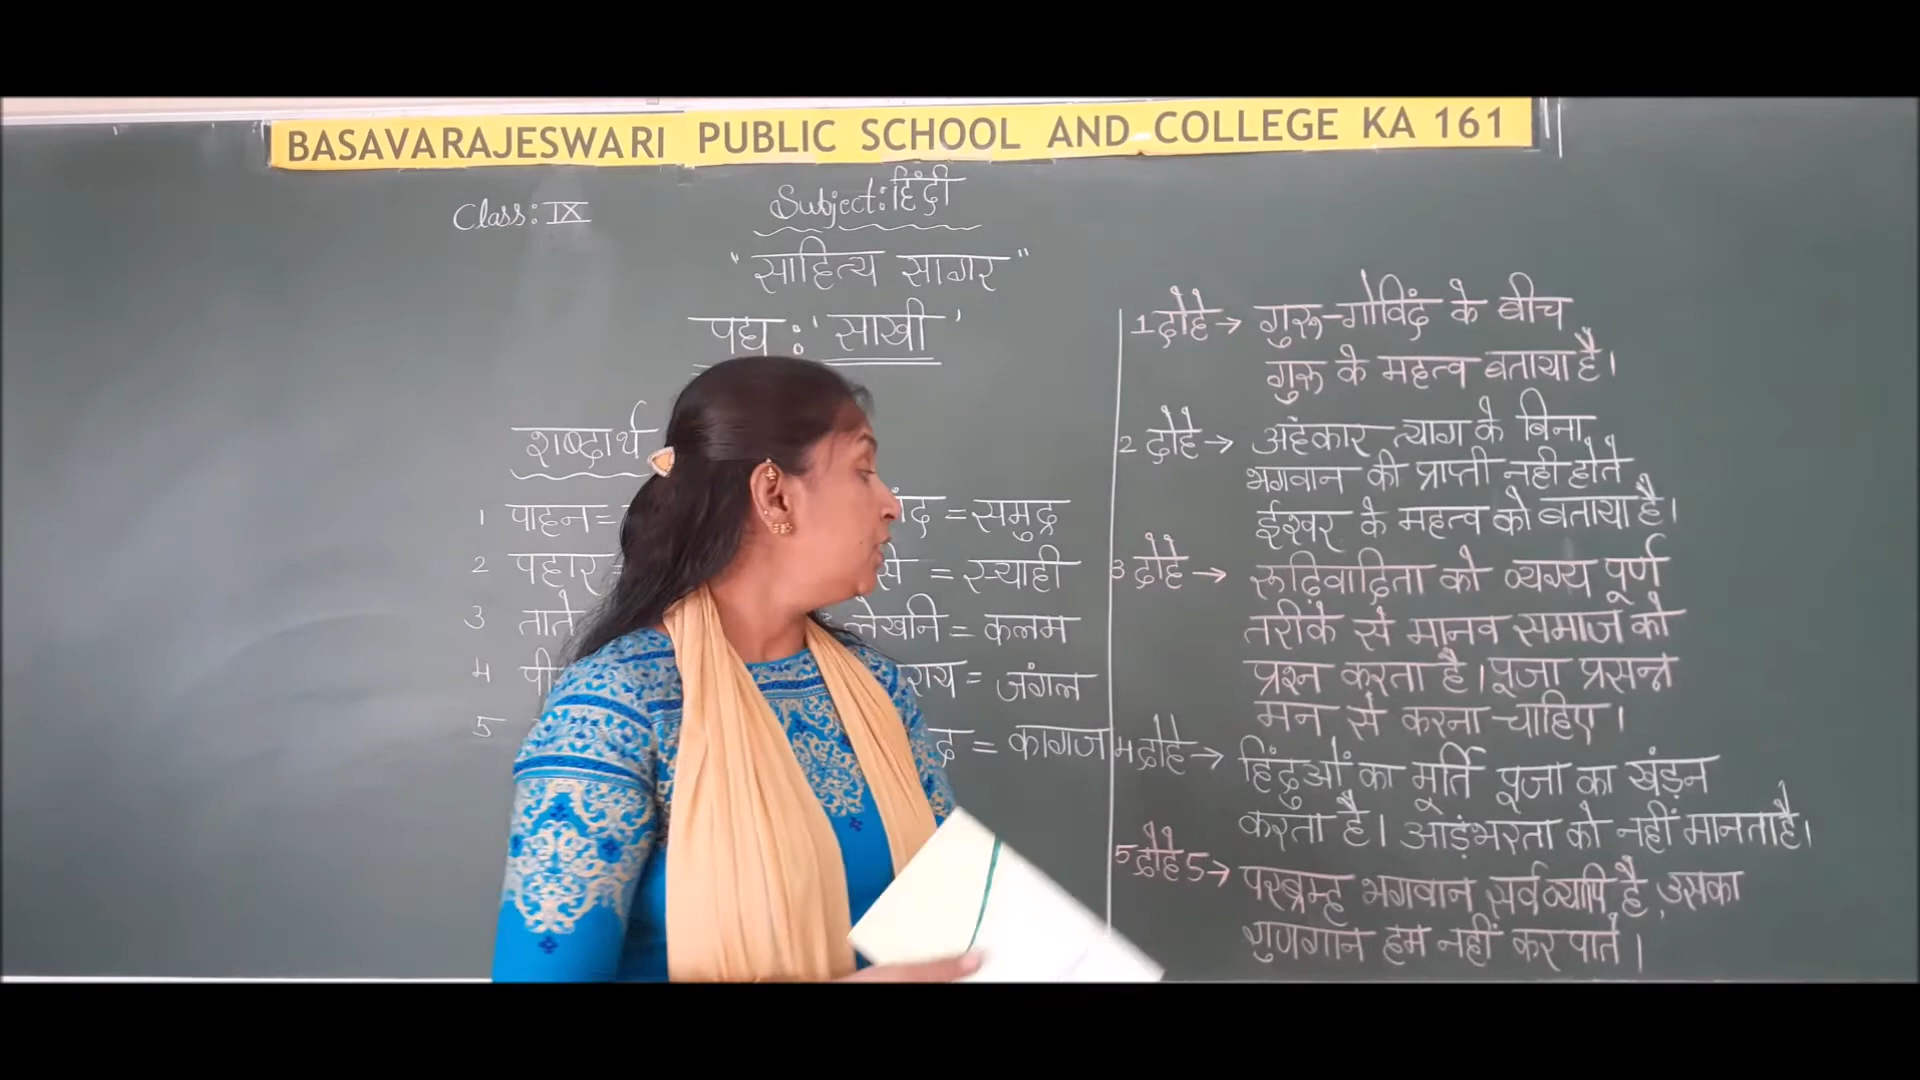 BASAVARAJESWARI PUBLIC SCHOOL AND COLLEGE KA 161
Class: IX
Subject: हिंदी
"साहित्य सागर"
पद्य : 'साखी'
शब्दार्थ
1 पाहन =
= समुद्र
2 पहार =
= स्याही
3 ताते
लेखनि = कलम
4
= जंगल
5
= कागज
1 दोहे → गुरू-गोविंद के बीच
गुरू के महत्व बताया है।
2 दोहे → अहंकार त्याग के बिना
भगवान की प्राप्ती नही होते
ईश्वर के महत्व को बताया है।
3 दोहे → रूढ़िवादिता को व्यग्य पूर्ण
तरीके से मानव समाज को
प्रश्न करता है। पूजा प्रसन्न
मन से करना चाहिए।
4 दोहे → हिंदुओं का मूर्ति पूजा का खंड़न
करता है। आडंभरता को नहीं मानता है।
5 दोहे 5 → परब्रम्ह भगवान सर्वव्यापि है, उसका
गुणगान हम नहीं कर पाते।